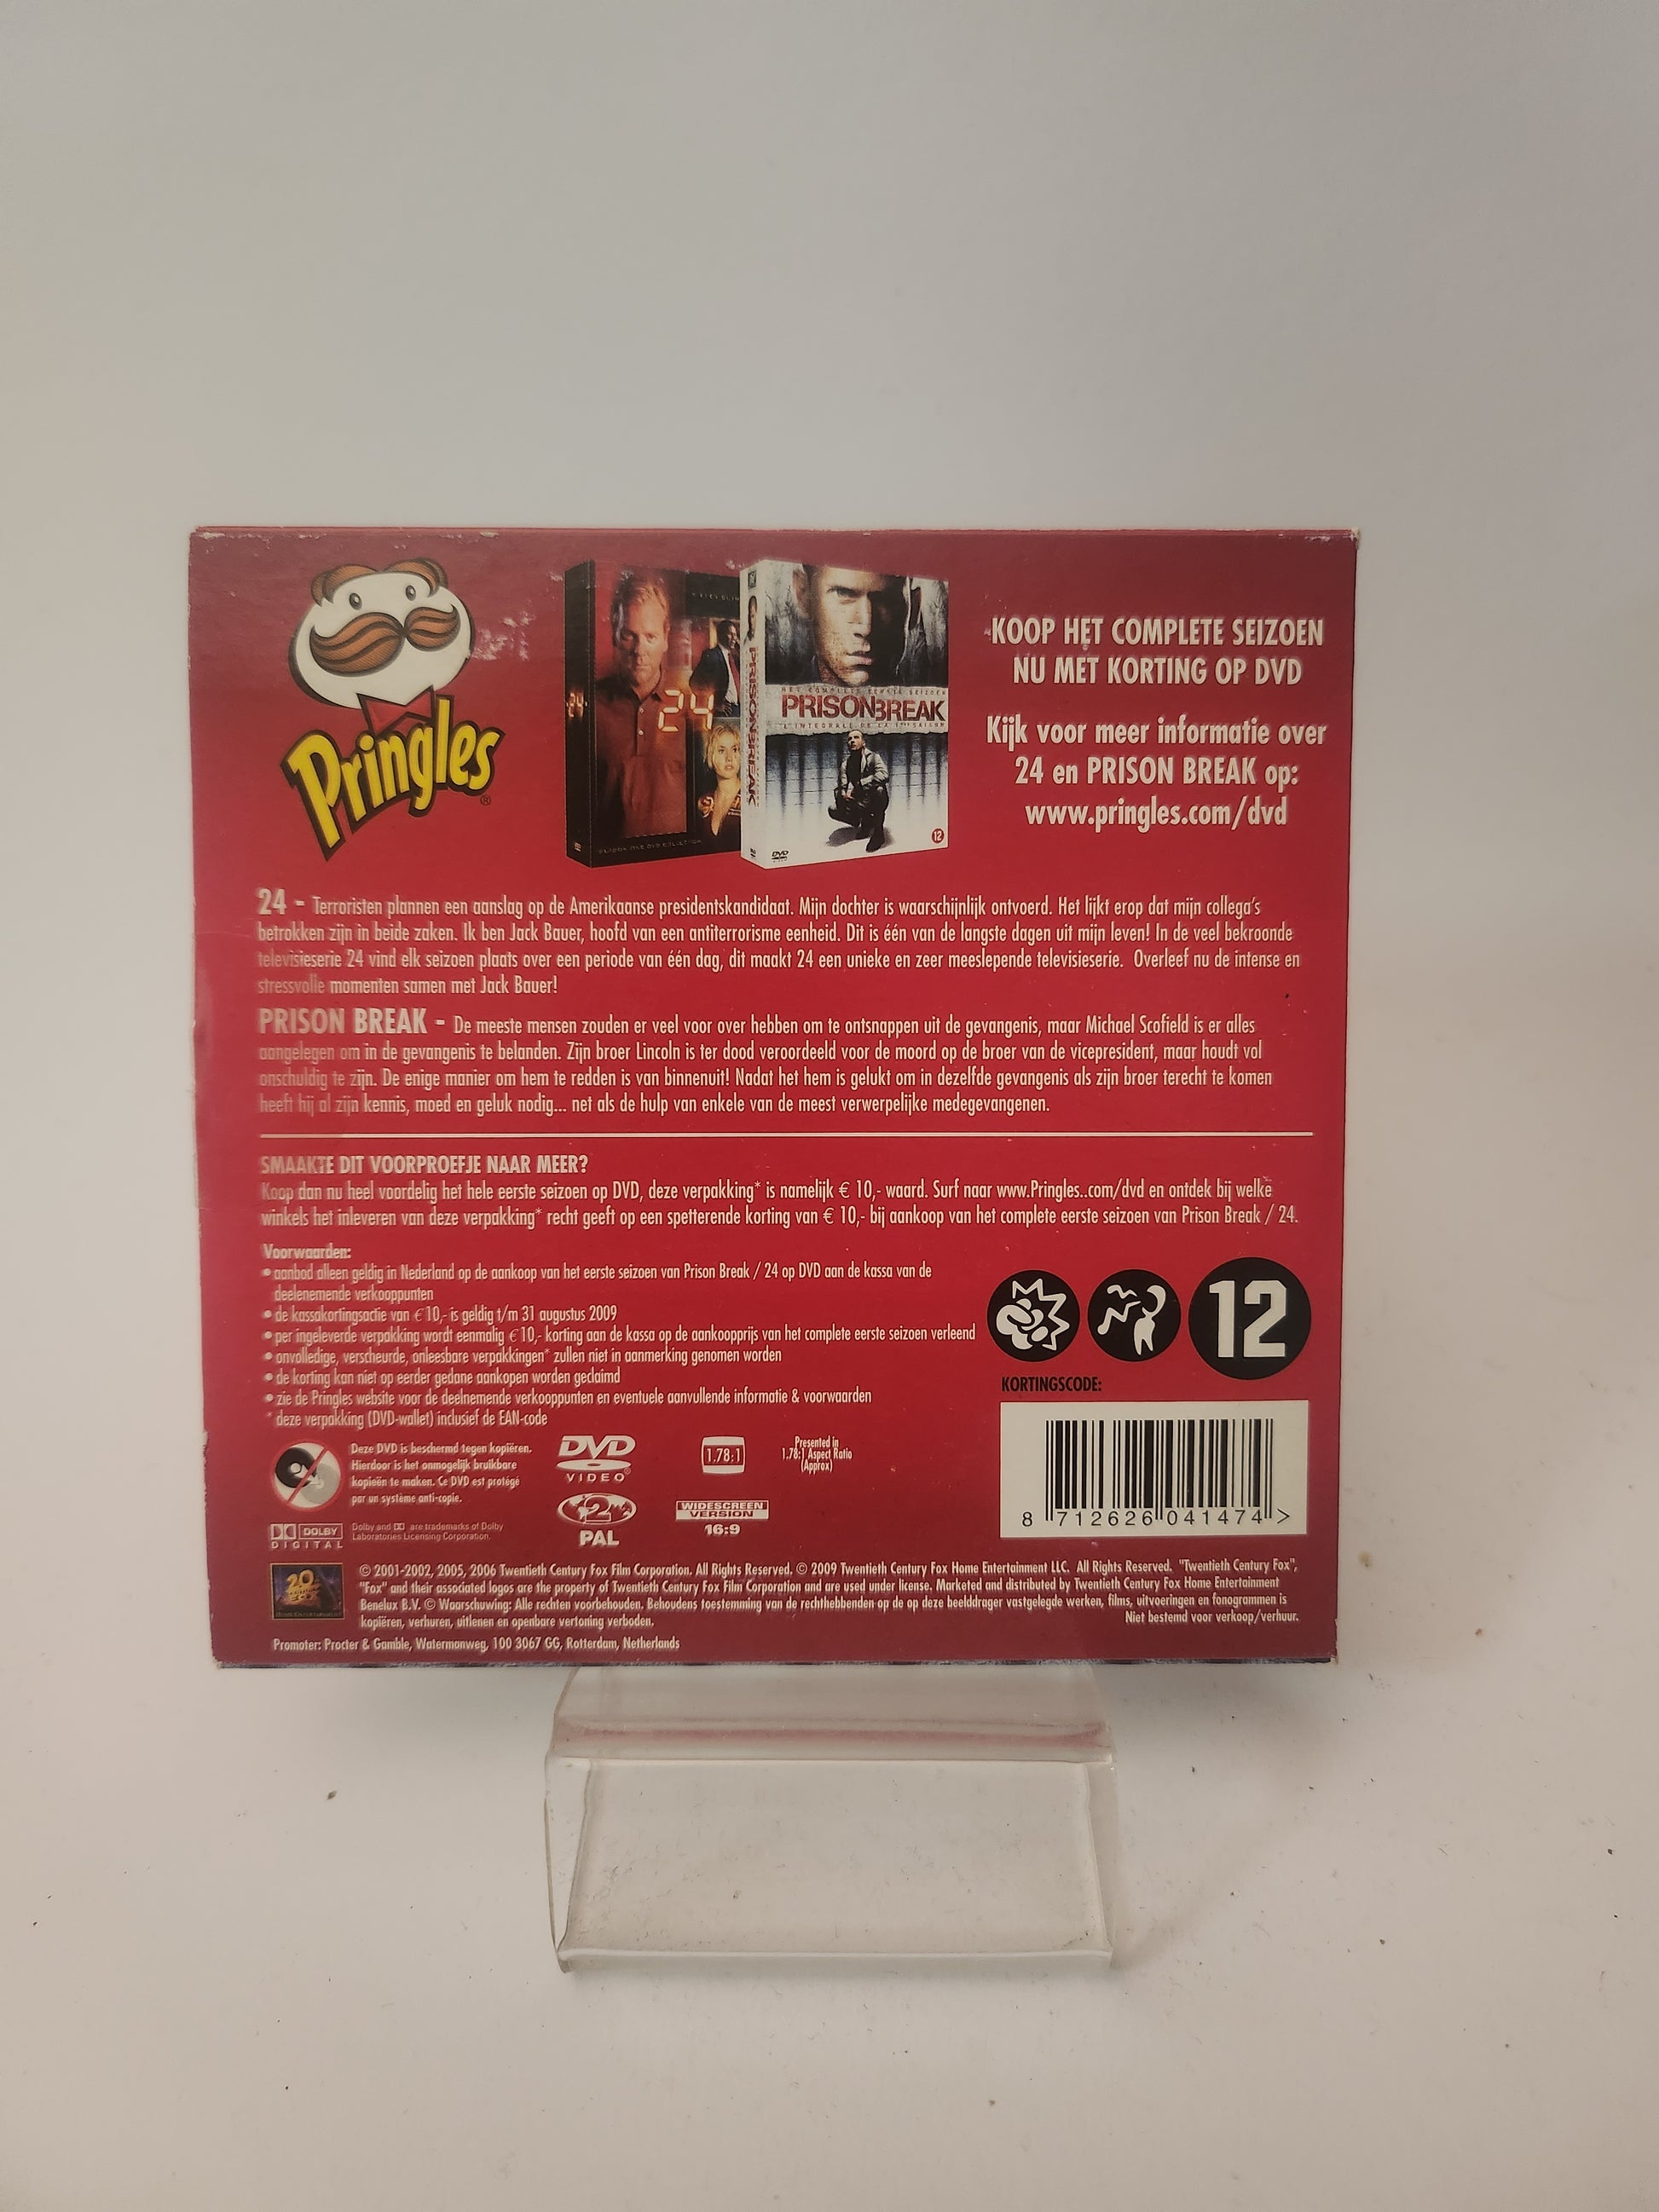 Pringles®
24
24
PRISON BREAK
HET COMPLETE EERSTE SEIZOEN
PRISON BREAK
12
DVD
KOOP HET COMPLETE SEIZOEN
NU MET KORTING OP DVD
Kijk voor meer informatie over
24 en PRISON BREAK op:
www.pringles.com/dvd
24 - Terroristen plannen een aanslag op de Amerikaanse presidentskandidaat. Mijn dochter is waarschijnlijk ontvoerd. Het lijkt erop dat mijn collega's
betrokken zijn in beide zaken. Ik ben Jack Bauer, hoofd van een antiterrorisme eenheid. Dit is één van de langste dagen uit mijn leven! In de veel bekroonde
televisieserie 24 vind elk seizoen plaats over een periode van één dag, dit maakt 24 een unieke en zeer meeslepende televisieserie. Overleef nu de intense en
stressvolle momenten samen met Jack Bauer!
PRISON BREAK - De meeste mensen zouden er veel voor over hebben om te ontsnappen uit de gevangenis, maar Michael Scofield is er alles
aangelegen om in de gevangenis te belanden. Zijn broer Lincoln is ter dood veroordeeld voor de moord op de broer van de vicepresident, maar houdt vol
onschuldig te zijn. De enige manier om hem te redden is van binnenuit! Nadat het hem is gelukt om in dezelfde gevangenis als zijn broer terecht te komen
heeft hij al zijn kennis, moed en geluk nodig... net als de hulp van enkele van de meest verwerpelijke medegevangenen.
SMAAKTE DIT VOORPROEFJE NAAR MEER?
Koop dan nu heel voordelig het hele eerste seizoen op DVD, deze verpakking* is namelijk € 10,- waard. Surf naar www.Pringles..com/dvd en ontdek bij welke
winkels het inleveren van deze verpakking* recht geeft op een spetterende korting van € 10,- bij aankoop van het complete eerste seizoen van Prison Break / 24.
Voorwaarden:
• aanbod alleen geldig in Nederland op de aankoop van het eerste seizoen van Prison Break / 24 op DVD aan de kassa van de
deelenemende verkooppunten
• de kassakortingsactie van € 10,- is geldig t/m 31 augustus 2009
• per ingeleverde verpakking wordt eenmalig € 10,- korting aan de kassa op de aankoopprijs van het complete eerste seizoen verleend
• onvolledige, verscheurde, onleesbare verpakkingen* zullen niet in aanmerking genomen worden
• de korting kan niet op eerder gedane aankopen worden geclaimd
• zie de Pringles website voor de deelnemende verkooppunten en eventuele aanvullende informatie & voorwaarden
* deze verpakking (DVD-wallet) inclusief de EAN-code
12
KORTINGSCODE:
8 712626 041474 >
Deze DVD is beschermd tegen kopiëren.
Hierdoor is het onmogelijk bruikbare
kopieën te maken. Ce DVD est protégé
par un système anti-copie.
DVD
VIDEO
1.78:1
Presented in
1.78:1 Aspect Ratio
(Approx)
2
PAL
WIDESCREEN
VERSION
16:9
DOLBY
DIGITAL
Dolby and are trademarks of Dolby
Laboratories Licensing Corporation.
20
© 2001-2002, 2005, 2006 Twentieth Century Fox Film Corporation. All Rights Reserved. © 2009 Twentieth Century Fox Home Entertainment LLC. All Rights Reserved. "Twentieth Century Fox",
"Fox" and their associated logos are the property of Twentieth Century Fox Film Corporation and are used under license. Marketed and distributed by Twentieth Century Fox Home Entertainment
Benelux B.V. © Waarschuwing: Alle rechten voorbehouden. Behoudens toestemming van de rechthebbenden op de op deze beelddrager vastgelegde werken, films, uitvoeringen en fonogrammen is
kopiëren, verhuren, uitlenen en openbare vertoning verboden.
Niet bestemd voor verkoop/verhuur.
Promoter: Procter & Gamble, Watermanweg, 100 3067 GG, Rotterdam, Netherlands